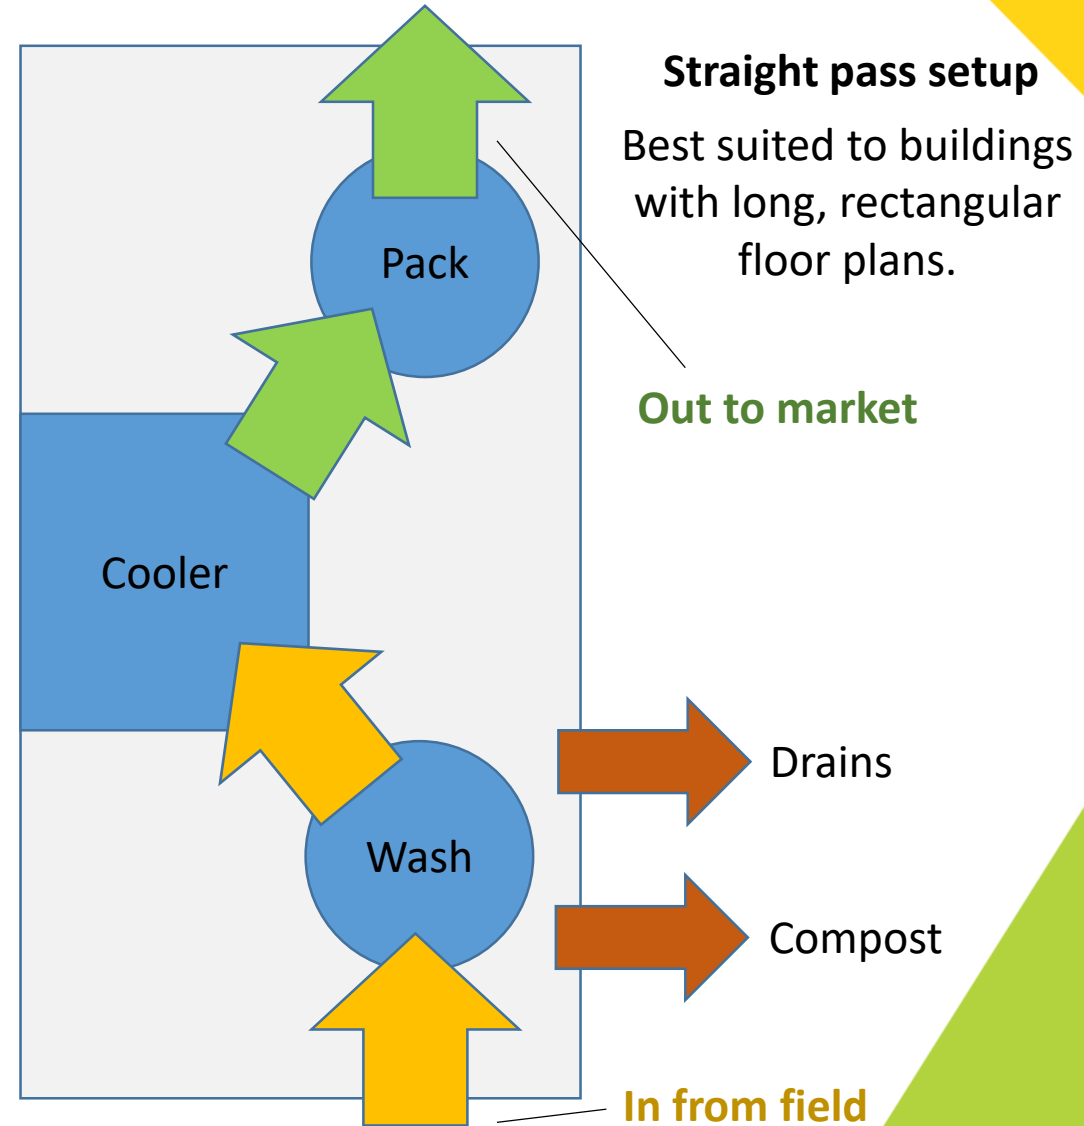 Straight pass setup
Best suited to buildings
with long, rectangular
floor plans.
Pack
Out to market
Cooler
Drains
Wash
Compost
In from field